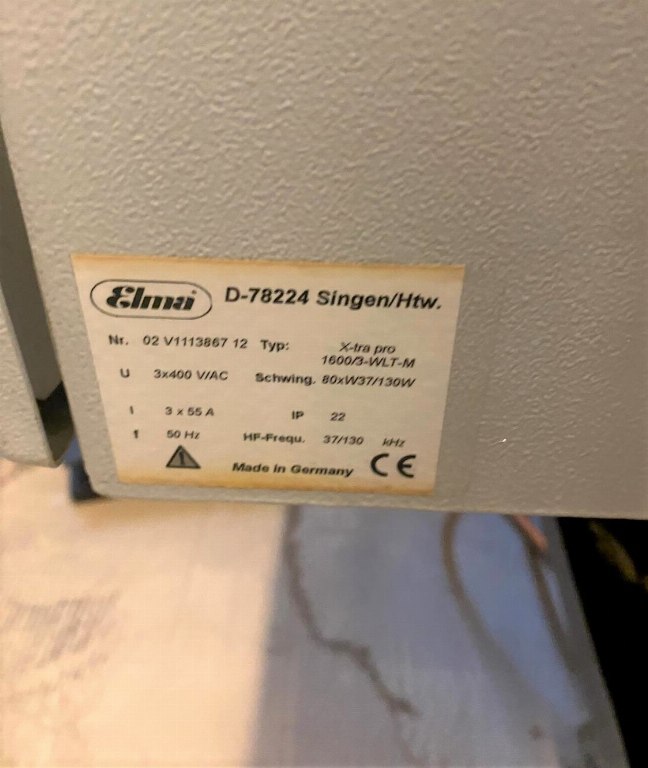 Elma D-78224 Singen/Htw.
Nr. 02 V1113867 12 Typ: X-tra pro
1600/3-WLT-M
U 3x400 V/AC Schwing. 80xW37/130W
I 3 x 55 A IP 22
f 50 Hz HF-Frequ. 37/130 kHz
Made in Germany CE